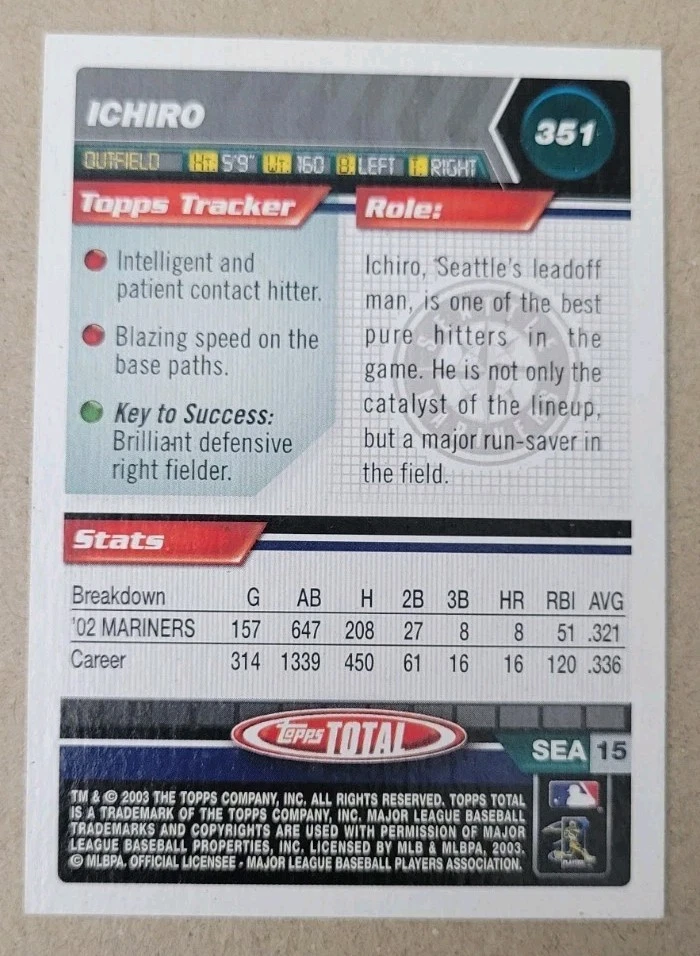 ICHIRO
351
OUTFIELD HT: 5'9" WT: 160 B: LEFT T: RIGHT
Topps Tracker
Intelligent and
patient contact hitter.
Blazing speed on the
base paths.
Key to Success:
Brilliant defensive
right fielder.
Role:
Ichiro, Seattle's leadoff
man, is one of the best
pure hitters in the
game. He is not only the
catalyst of the lineup,
but a major run-saver in
the field.
SEATTLE
MARINERS
Stats
Breakdown G AB H 2B 3B HR RBI AVG
'02 MARINERS 157 647 208 27 8 8 51 .321
Career 314 1339 450 61 16 16 120 .336
Topps TOTAL
SEA 15
TM & © 2003 THE TOPPS COMPANY, INC. ALL RIGHTS RESERVED. TOPPS TOTAL
IS A TRADEMARK OF THE TOPPS COMPANY, INC. MAJOR LEAGUE BASEBALL
TRADEMARKS AND COPYRIGHTS ARE USED WITH PERMISSION OF MAJOR
LEAGUE BASEBALL PROPERTIES, INC. LICENSED BY MLB & MLBPA, 2003.
© MLBPA. OFFICIAL LICENSEE - MAJOR LEAGUE BASEBALL PLAYERS ASSOCIATION.
PLAYERS